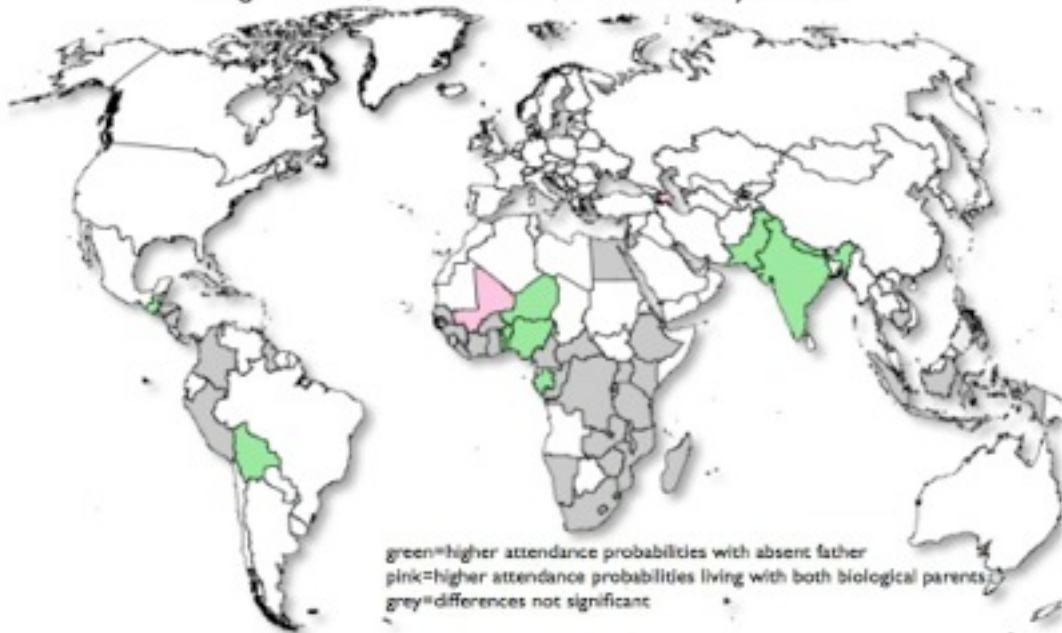 green=higher attendance probabilities with absent father
pink=higher attendance probabilities living with both biological parents
grey=differences not significant